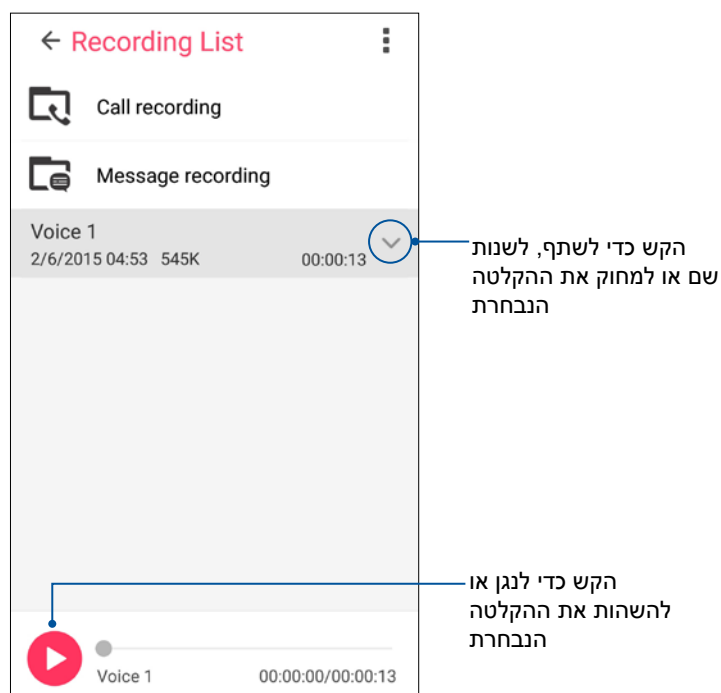 Recording List
Call recording
Message recording
Voice 1
2/6/2015 04:53 545K 00:00:13
הקש כדי לשתף, לשנות
שם או למחוק את ההקלטה
הנבחרת
הקש כדי לנגן או
להשהות את ההקלטה
הנבחרת
Voice 1 00:00:00/00:00:13